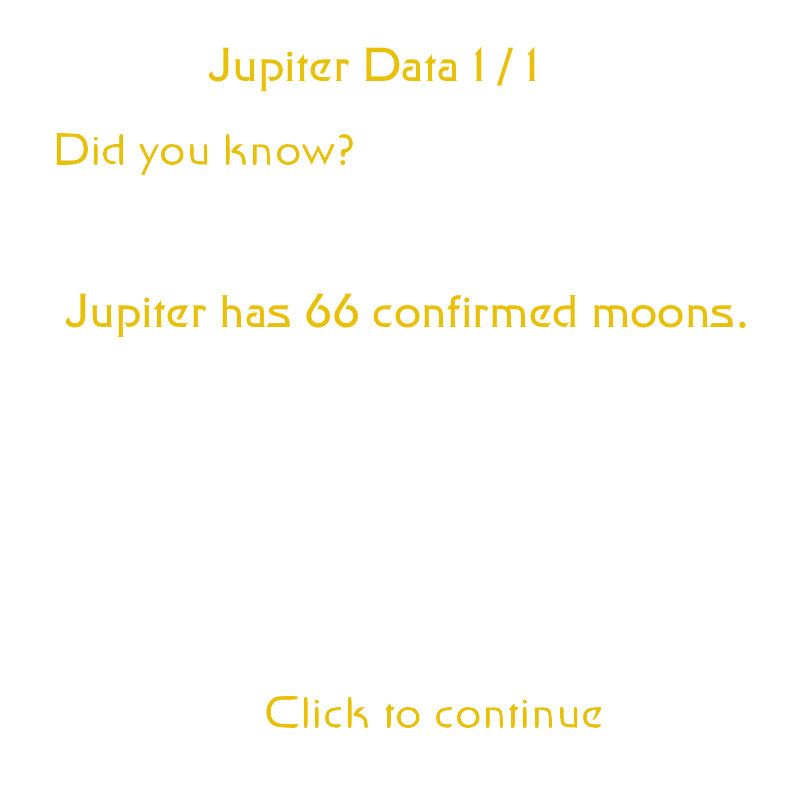 Jupiter Data 1 / 1
Did you know?
Jupiter has 66 confirmed moons.
Click to continue